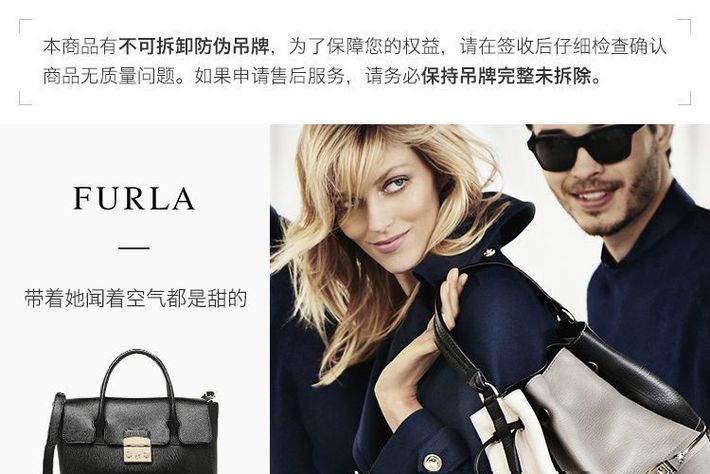 本商品有不可拆卸防伪吊牌，为了保障您的权益，请在签收后仔细检查确认
商品无质量问题。如果申请售后服务，请务必保持吊牌完整未拆除。
FURLA
带着她闻着空气都是甜的